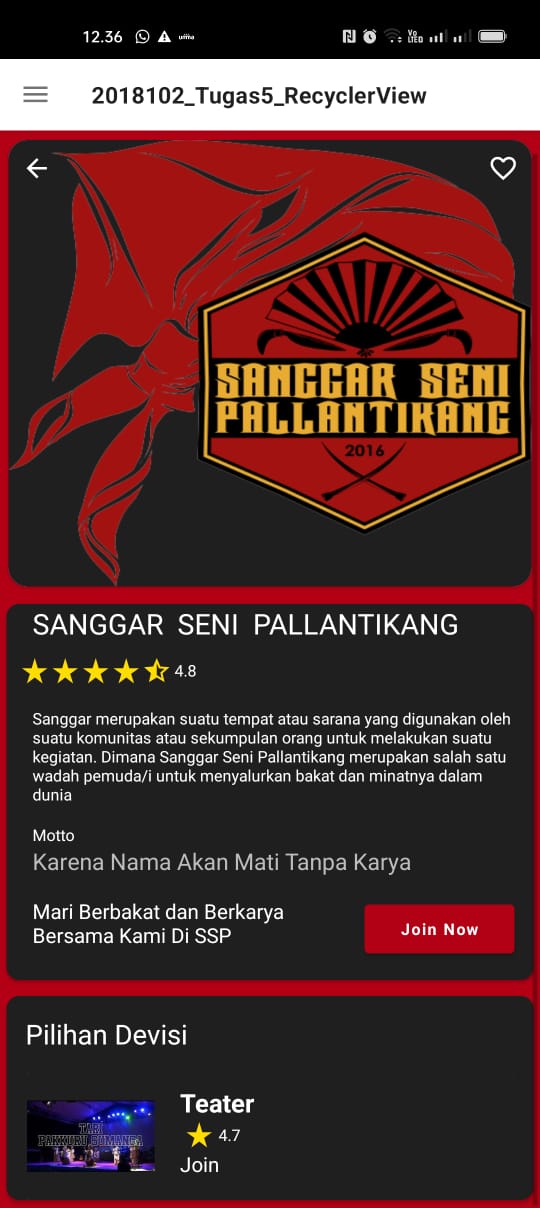 12.36
Vo
LTED
2018102_Tugas5_RecyclerView
SANGGAR SENI
PALLANTIKANG
2016
SANGGAR SENI PALLANTIKANG
4.8
Sanggar merupakan suatu tempat atau sarana yang digunakan oleh
suatu komunitas atau sekumpulan orang untuk melakukan suatu
kegiatan. Dimana Sanggar Seni Pallantikang merupakan salah satu
wadah pemuda/i untuk menyalurkan bakat dan minatnya dalam
dunia
Motto
Karena Nama Akan Mati Tanpa Karya
Mari Berbakat dan Berkarya
Bersama Kami Di SSP
Join Now
Pilihan Devisi
Teater
TARI
PAKKURU SUMANGA
4.7
Join